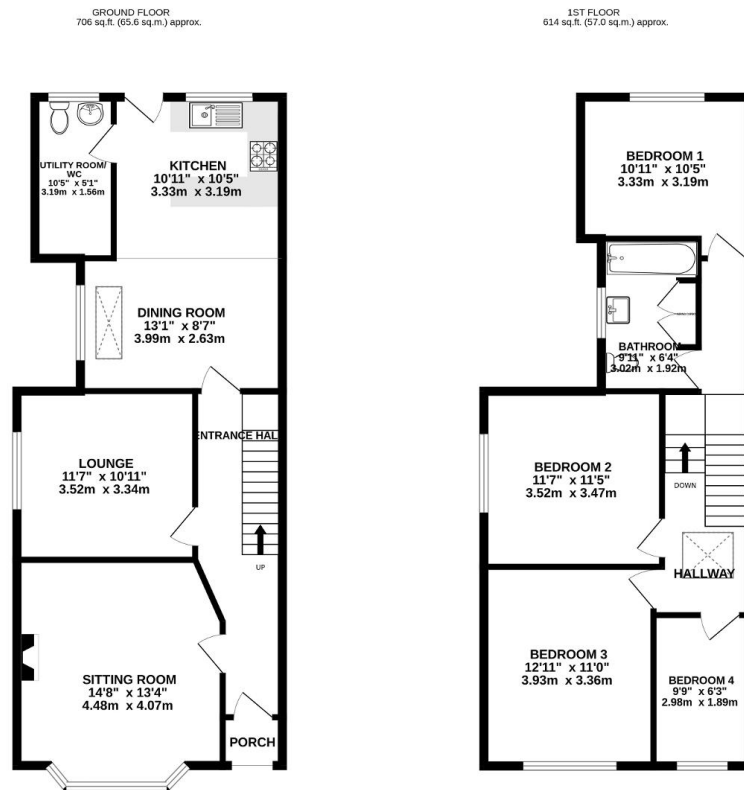 GROUND FLOOR
706 sq.ft. (65.6 sq.m.) approx.
UTILITY ROOM/
WC
10'5" x 5'1"
3.19m x 1.56m
KITCHEN
10'11" x 10'5"
3.33m x 3.19m
DINING ROOM
13'1" x 8'7"
3.99m x 2.63m
ENTRANCE HALL
LOUNGE
11'7" x 10'11"
3.52m x 3.34m
UP
SITTING ROOM
14'8" x 13'4"
4.48m x 4.07m
PORCH
1ST FLOOR
614 sq.ft. (57.0 sq.m.) approx.
BEDROOM 1
10'11" x 10'5"
3.33m x 3.19m
BATHROOM
9'11" x 6'4"
3.02m x 1.92m
BEDROOM 2
11'7" x 11'5"
3.52m x 3.47m
DOWN
HALLWAY
BEDROOM 3
12'11" x 11'0"
3.93m x 3.36m
BEDROOM 4
9'9" x 6'3"
2.98m x 1.89m